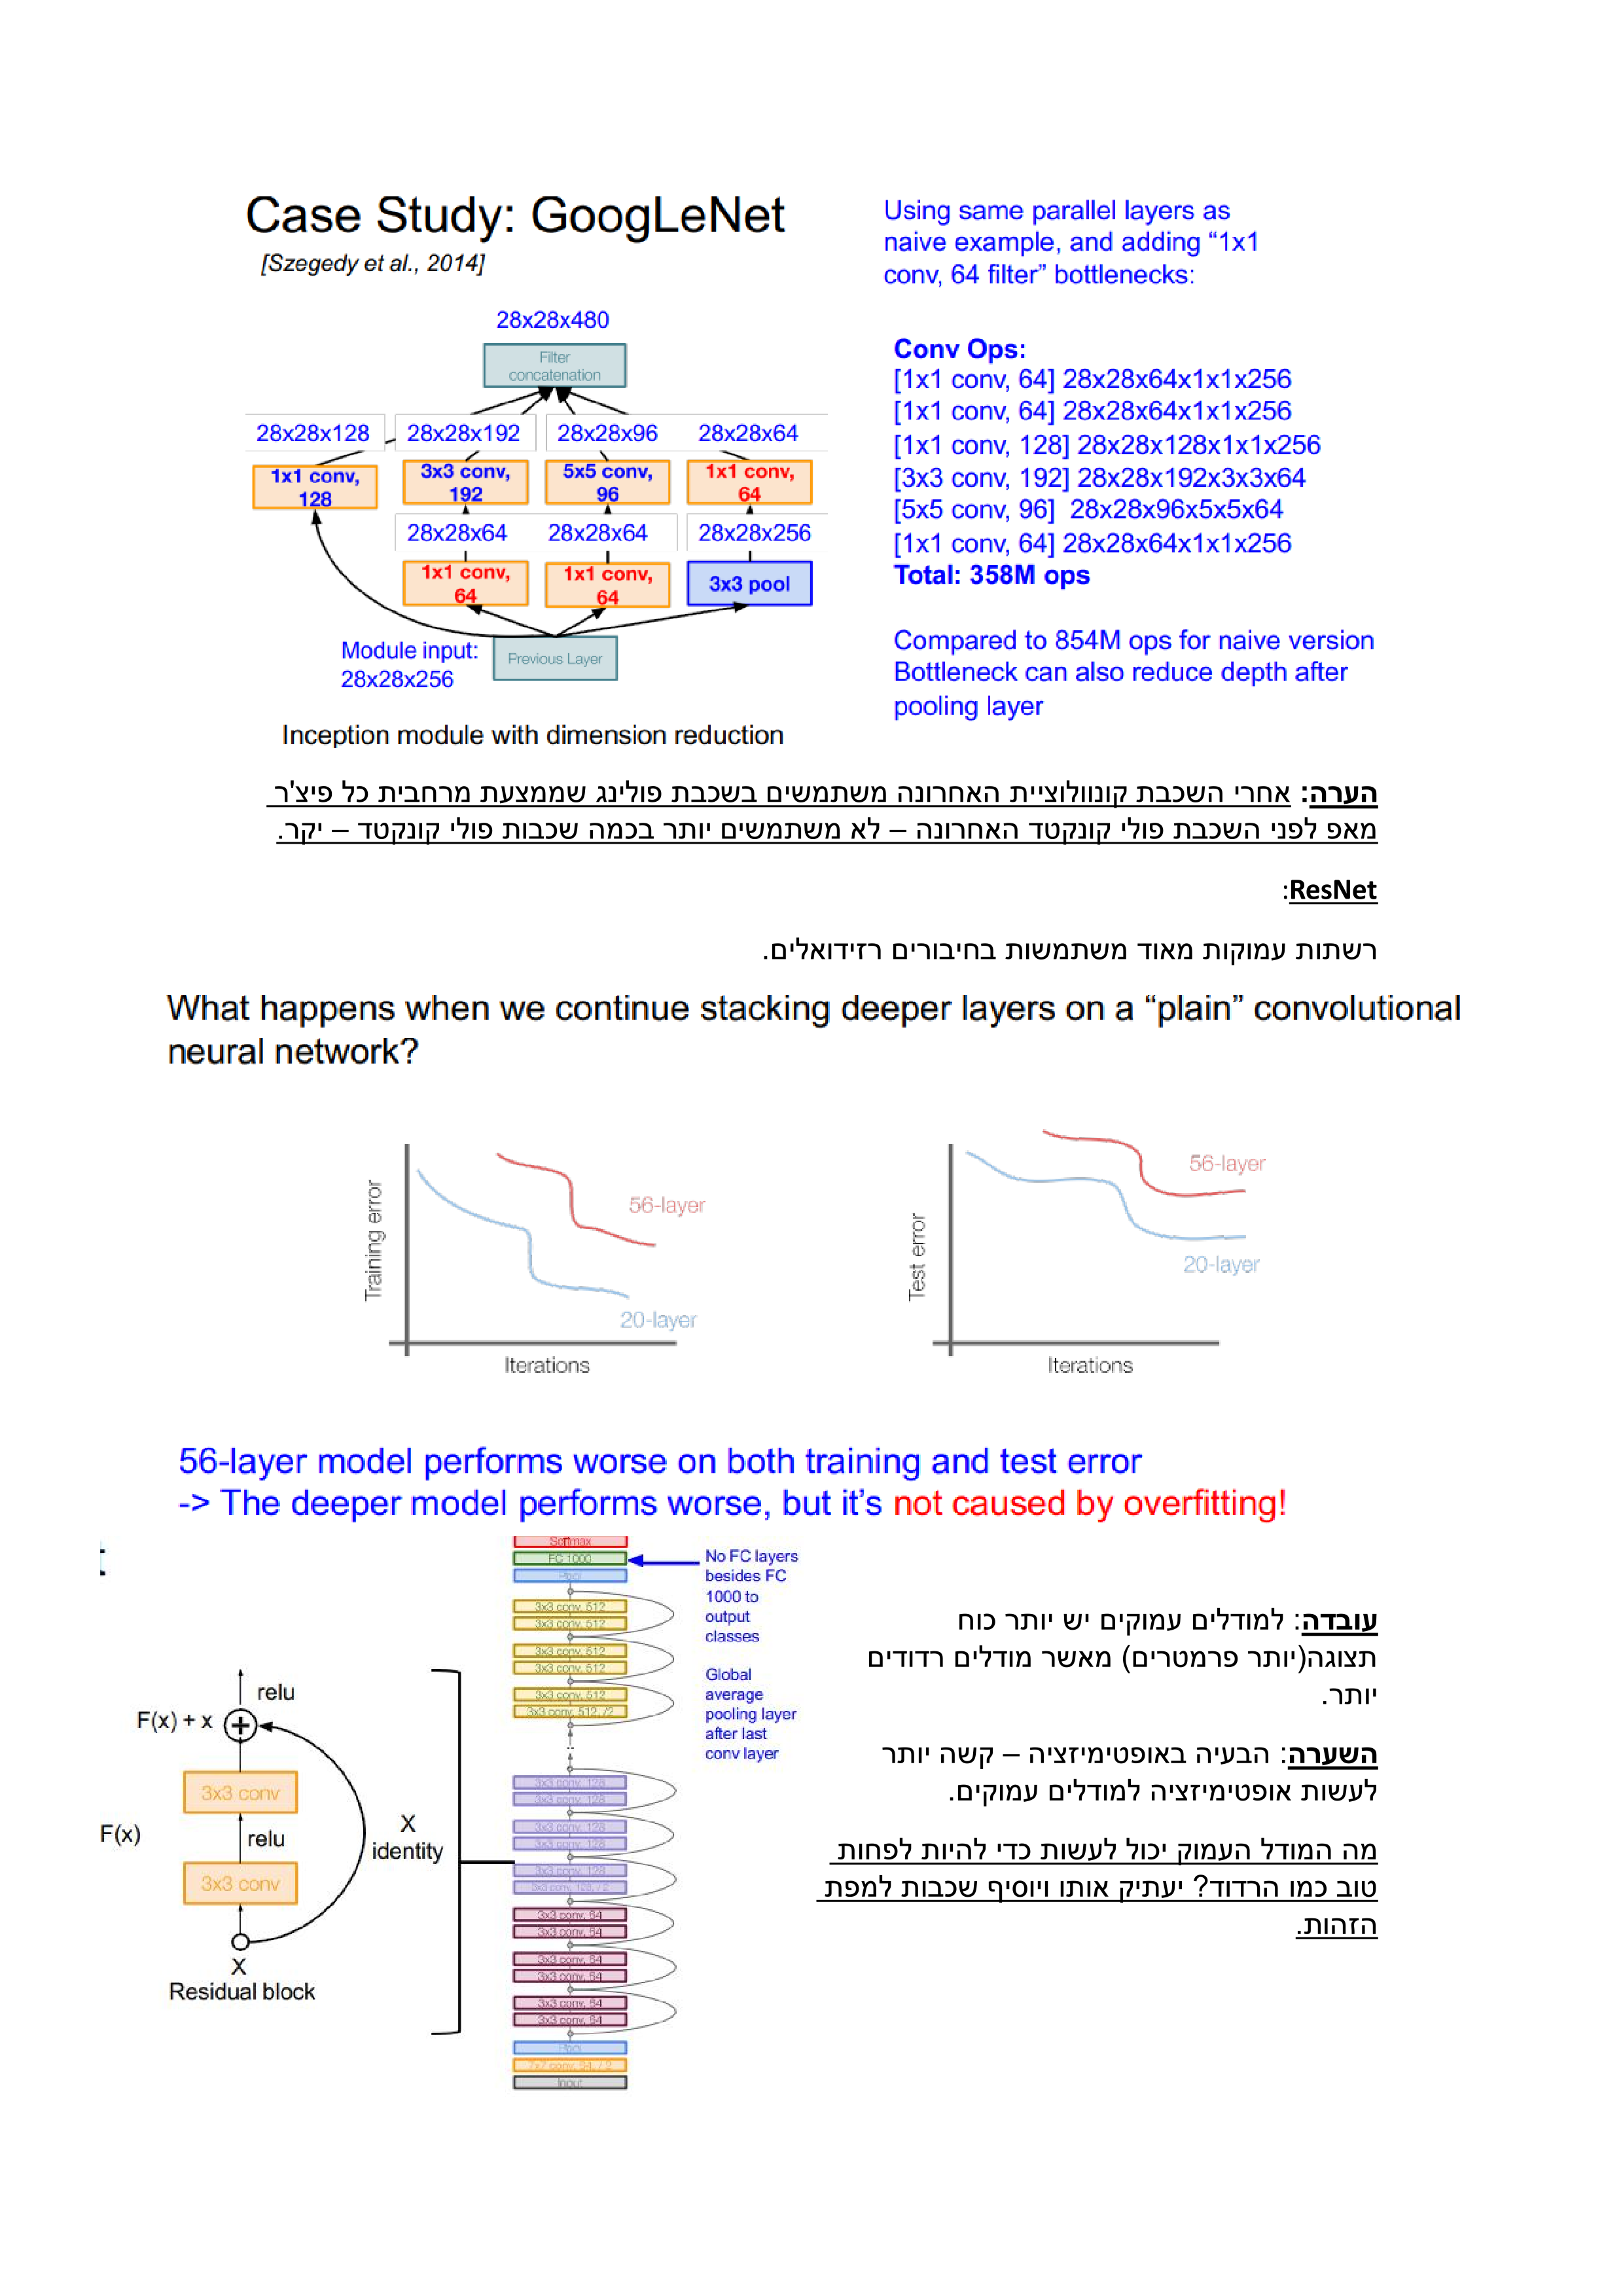 Case Study: GoogLeNet
[Szegedy et al., 2014]
Using same parallel layers as
naive example, and adding “1x1
conv, 64 filter” bottlenecks:
28x28x480
Filter
concatenation
28x28x128
28x28x192
28x28x96
28x28x64
1x1 conv,
128
3x3 conv,
192
5x5 conv,
96
1x1 conv,
64
28x28x64
28x28x64
28x28x256
1x1 conv,
64
1x1 conv,
64
3x3 pool
Module input:
28x28x256
Previous Layer
Inception module with dimension reduction
Conv Ops:
[1x1 conv, 64] 28x28x64x1x1x256
[1x1 conv, 64] 28x28x64x1x1x256
[1x1 conv, 128] 28x28x128x1x1x256
[3x3 conv, 192] 28x28x192x3x3x64
[5x5 conv, 96] 28x28x96x5x5x64
[1x1 conv, 64] 28x28x64x1x1x256
Total: 358M ops
Compared to 854M ops for naive version
Bottleneck can also reduce depth after
pooling layer
הערה: אחרי השכבת קונוולוציית האחרונה משתמשים בשכבת פולינג שממצעת מרחבית כל פיצ'ר
מאפ לפני השכבת פולי קונקטד האחרונה – לא משתמשים יותר בכמה שכבות פולי קונקטד – יקר.
ResNet:
רשתות עמוקות מאוד משתמשות בחיבורים רזידואלים.
What happens when we continue stacking deeper layers on a “plain” convolutional
neural network?
Training error
56-layer
20-layer
Iterations
Test error
56-layer
20-layer
Iterations
56-layer model performs worse on both training and test error
-> The deeper model performs worse, but it’s not caused by overfitting!
relu
F(x) + x
3x3 conv
F(x)
relu
X
identity
3x3 conv
X
Residual block
Softmax
FC 1000
Pool
3x3 conv, 512
3x3 conv, 512
3x3 conv, 512
3x3 conv, 512
3x3 conv, 512
3x3 conv, 512, /2
..
3x3 conv, 128
3x3 conv, 128
3x3 conv, 128
3x3 conv, 128
3x3 conv, 128
3x3 conv, 128, / 2
3x3 conv, 64
3x3 conv, 64
3x3 conv, 64
3x3 conv, 64
3x3 conv, 64
3x3 conv, 64
Pool
7x7 conv, 64, / 2
Input
No FC layers
besides FC
1000 to
output
classes
Global
average
pooling layer
after last
conv layer
עובדה: למודלים עמוקים יש יותר כוח
תצוגה(יותר פרמטרים) מאשר מודלים רדודים
יותר.
השערה: הבעיה באופטימיזציה – קשה יותר
לעשות אופטימיזציה למודלים עמוקים.
מה המודל העמוק יכול לעשות כדי להיות לפחות
טוב כמו הרדוד? יעתיק אותו ויוסיף שכבות למפת
הזהות.